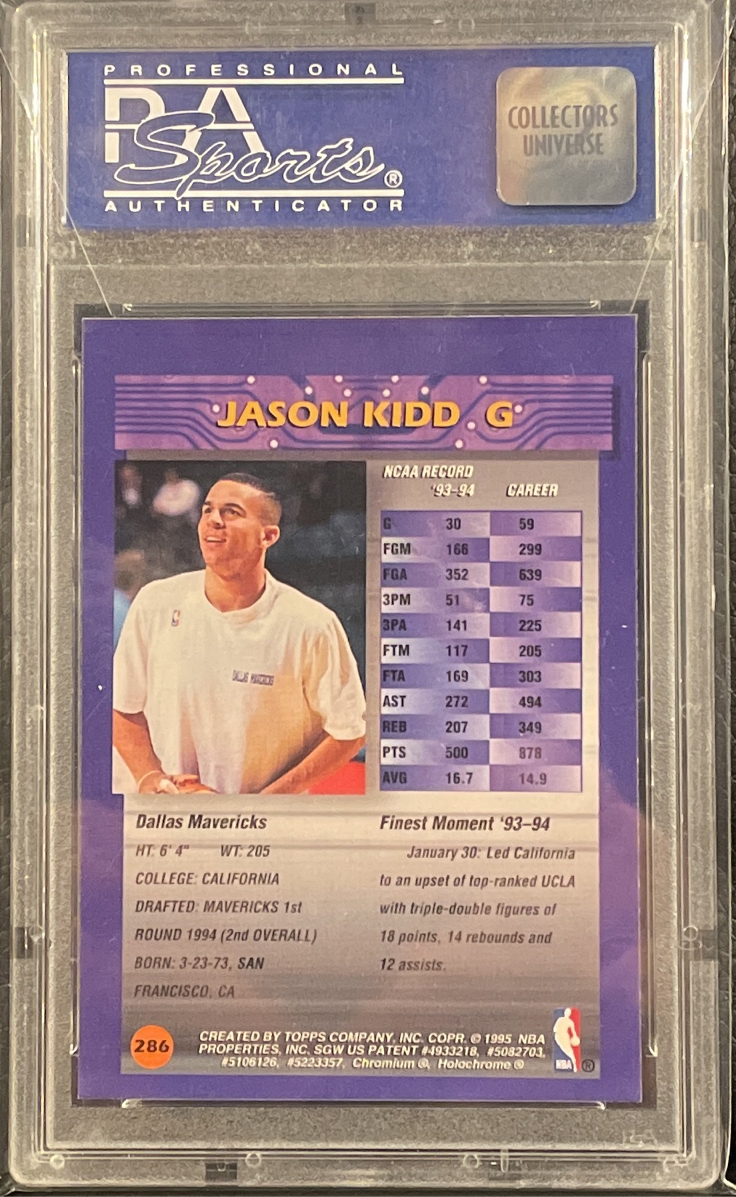 PROFESSIONAL
PSA
Sports®
AUTHENTICATOR
COLLECTORS
UNIVERSE
JASON KIDD G
NCAA RECORD
'93-94 CAREER
G 30 59
FGM 166 299
FGA 352 639
3PM 51 75
3PA 141 225
FTM 117 205
FTA 169 303
AST 272 494
REB 207 349
PTS 500 878
AVG 16.7 14.9
DALLAS MAVERICKS
Dallas Mavericks
HT: 6' 4" WT: 205
COLLEGE: CALIFORNIA
DRAFTED: MAVERICKS 1st
ROUND 1994 (2nd OVERALL)
BORN: 3-23-73, SAN
FRANCISCO, CA
Finest Moment '93-94
January 30: Led California
to an upset of top-ranked UCLA
with triple-double figures of
18 points, 14 rebounds and
12 assists.
286
CREATED BY TOPPS COMPANY, INC. COPR. © 1995 NBA
PROPERTIES, INC. SGW US PATENT #4933218, #5082703,
#5106126, #5223357, Chromium ®, Holochrome ®
NBA ®